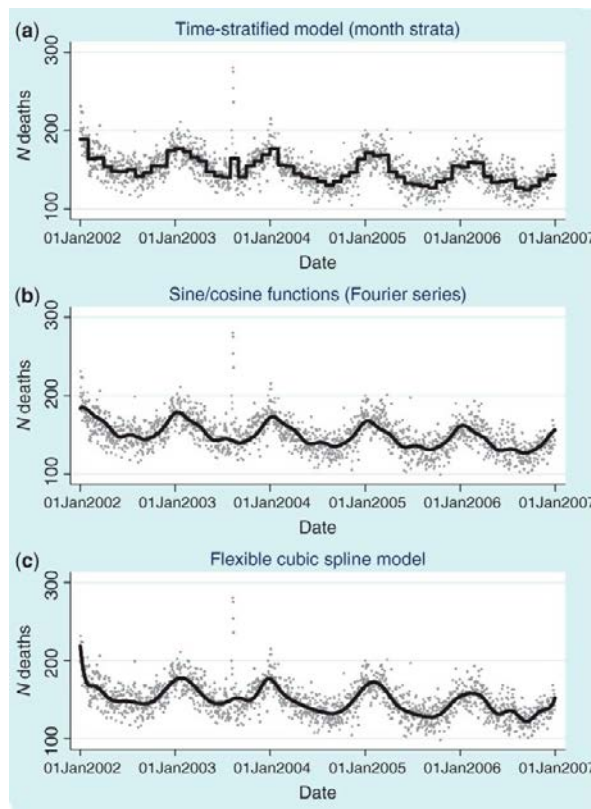 (a) Time-stratified model (month strata)
300
200
100
N deaths
01Jan2002 01Jan2003 01Jan2004 01Jan2005 01Jan2006 01Jan2007
Date
(b) Sine/cosine functions (Fourier series)
300
200
100
N deaths
01Jan2002 01Jan2003 01Jan2004 01Jan2005 01Jan2006 01Jan2007
Date
(c) Flexible cubic spline model
300
200
100
N deaths
01Jan2002 01Jan2003 01Jan2004 01Jan2005 01Jan2006 01Jan2007
Date